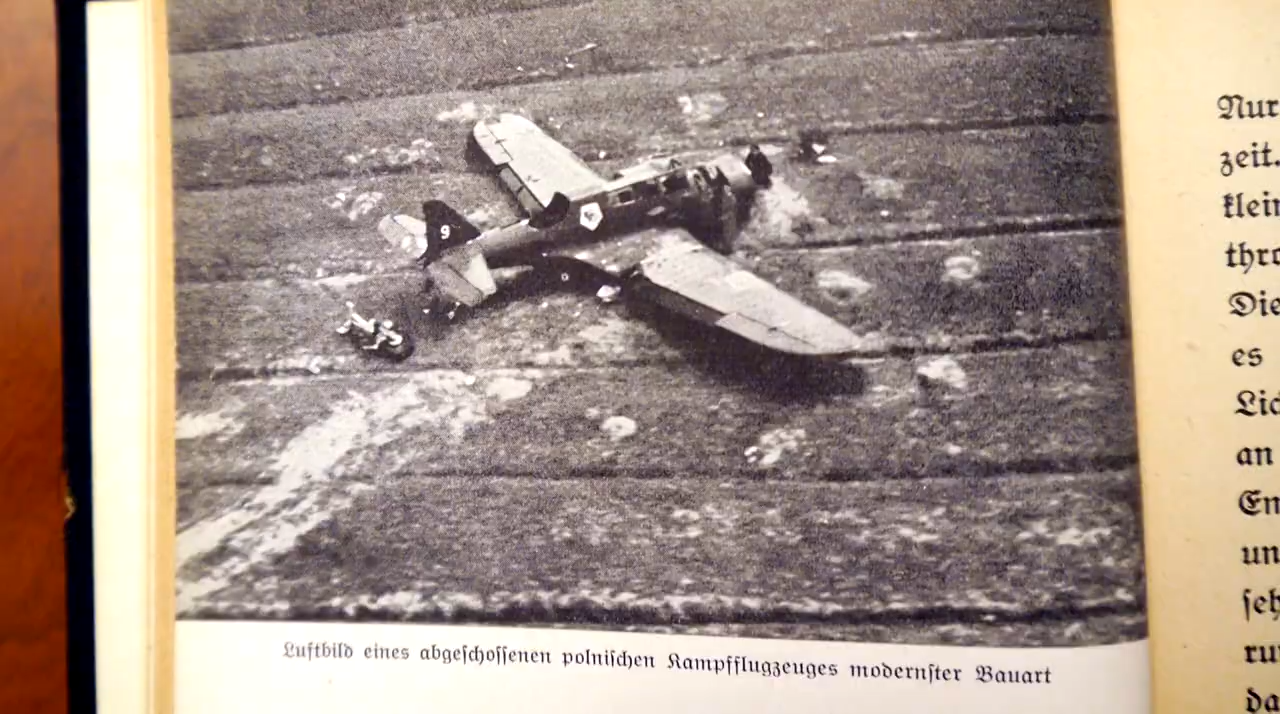 9
Luftbild eines abgeschossenen polnischen Kampfflugzeuges modernster Bauart
Nur
zeit.
klein
thro
Die
es
Lic
an
En
un
seh
ru
da